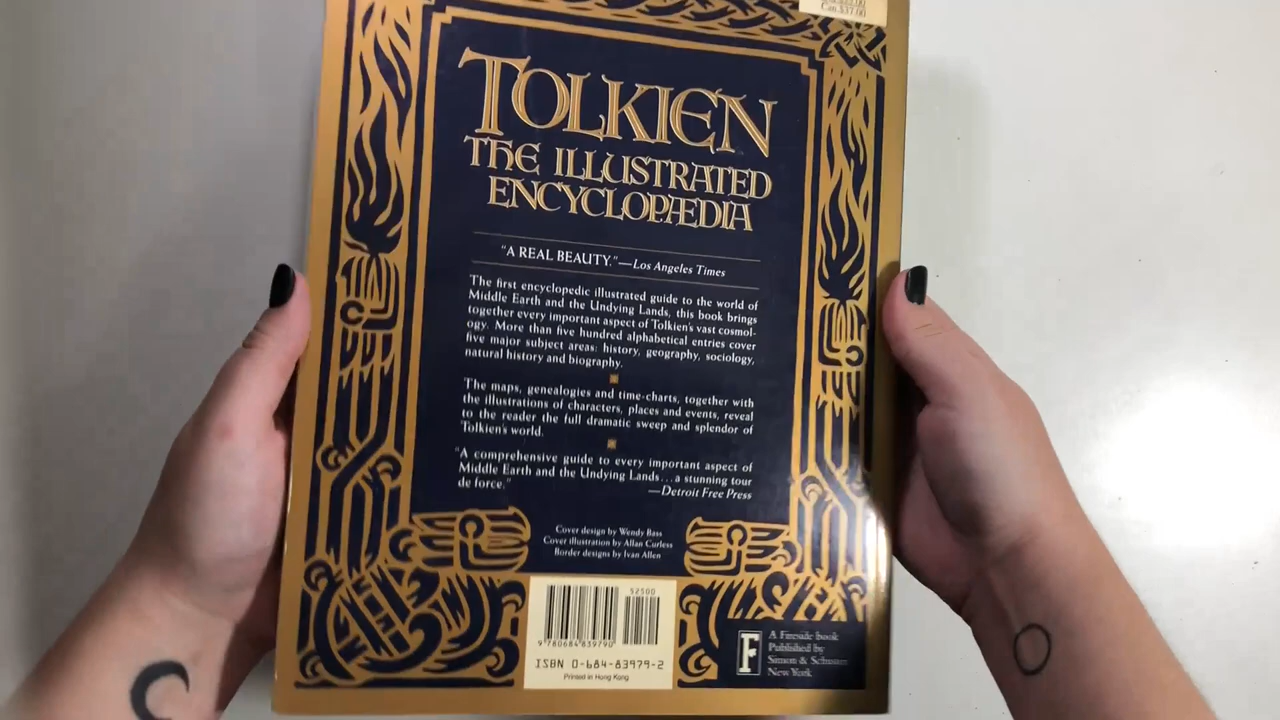 Can.$37.00
TOLKIEN
THE ILLUSTRATED
ENCYCLOPÆDIA
“A REAL BEAUTY.”—Los Angeles Times
The first encyclopedic illustrated guide to the world of
Middle Earth and the Undying Lands, this book brings
together every important aspect of Tolkien's vast cosmol-
ogy. More than five hundred alphabetical entries cover
five major subject areas: history, geography, sociology,
natural history and biography.
The maps, genealogies and time-charts, together with
the illustrations of characters, places and events, reveal
to the reader the full dramatic sweep and splendor of
Tolkien's world.
“A comprehensive guide to every important aspect of
Middle Earth and the Undying Lands...a stunning tour
de force.”
—Detroit Free Press
Cover design by Wendy Bass
Cover illustration by Allan Curless
Border designs by Ivan Allen
52500
9 780684 839790
ISBN 0-684-83979-2
Printed in Hong Kong
F
A Fireside Book
Published by
Simon & Schuster
New York